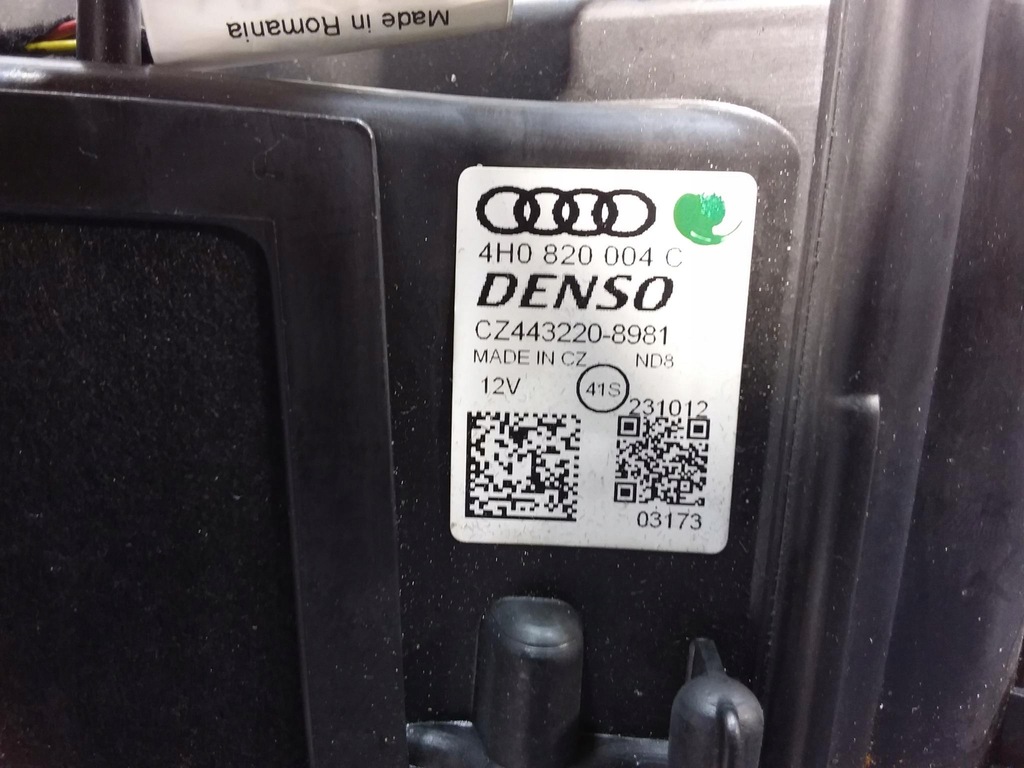 Made in Romania
4H0 820 004 C
DENSO
CZ443220-8981
MADE IN CZ ND8
12V 41S
231012
03173